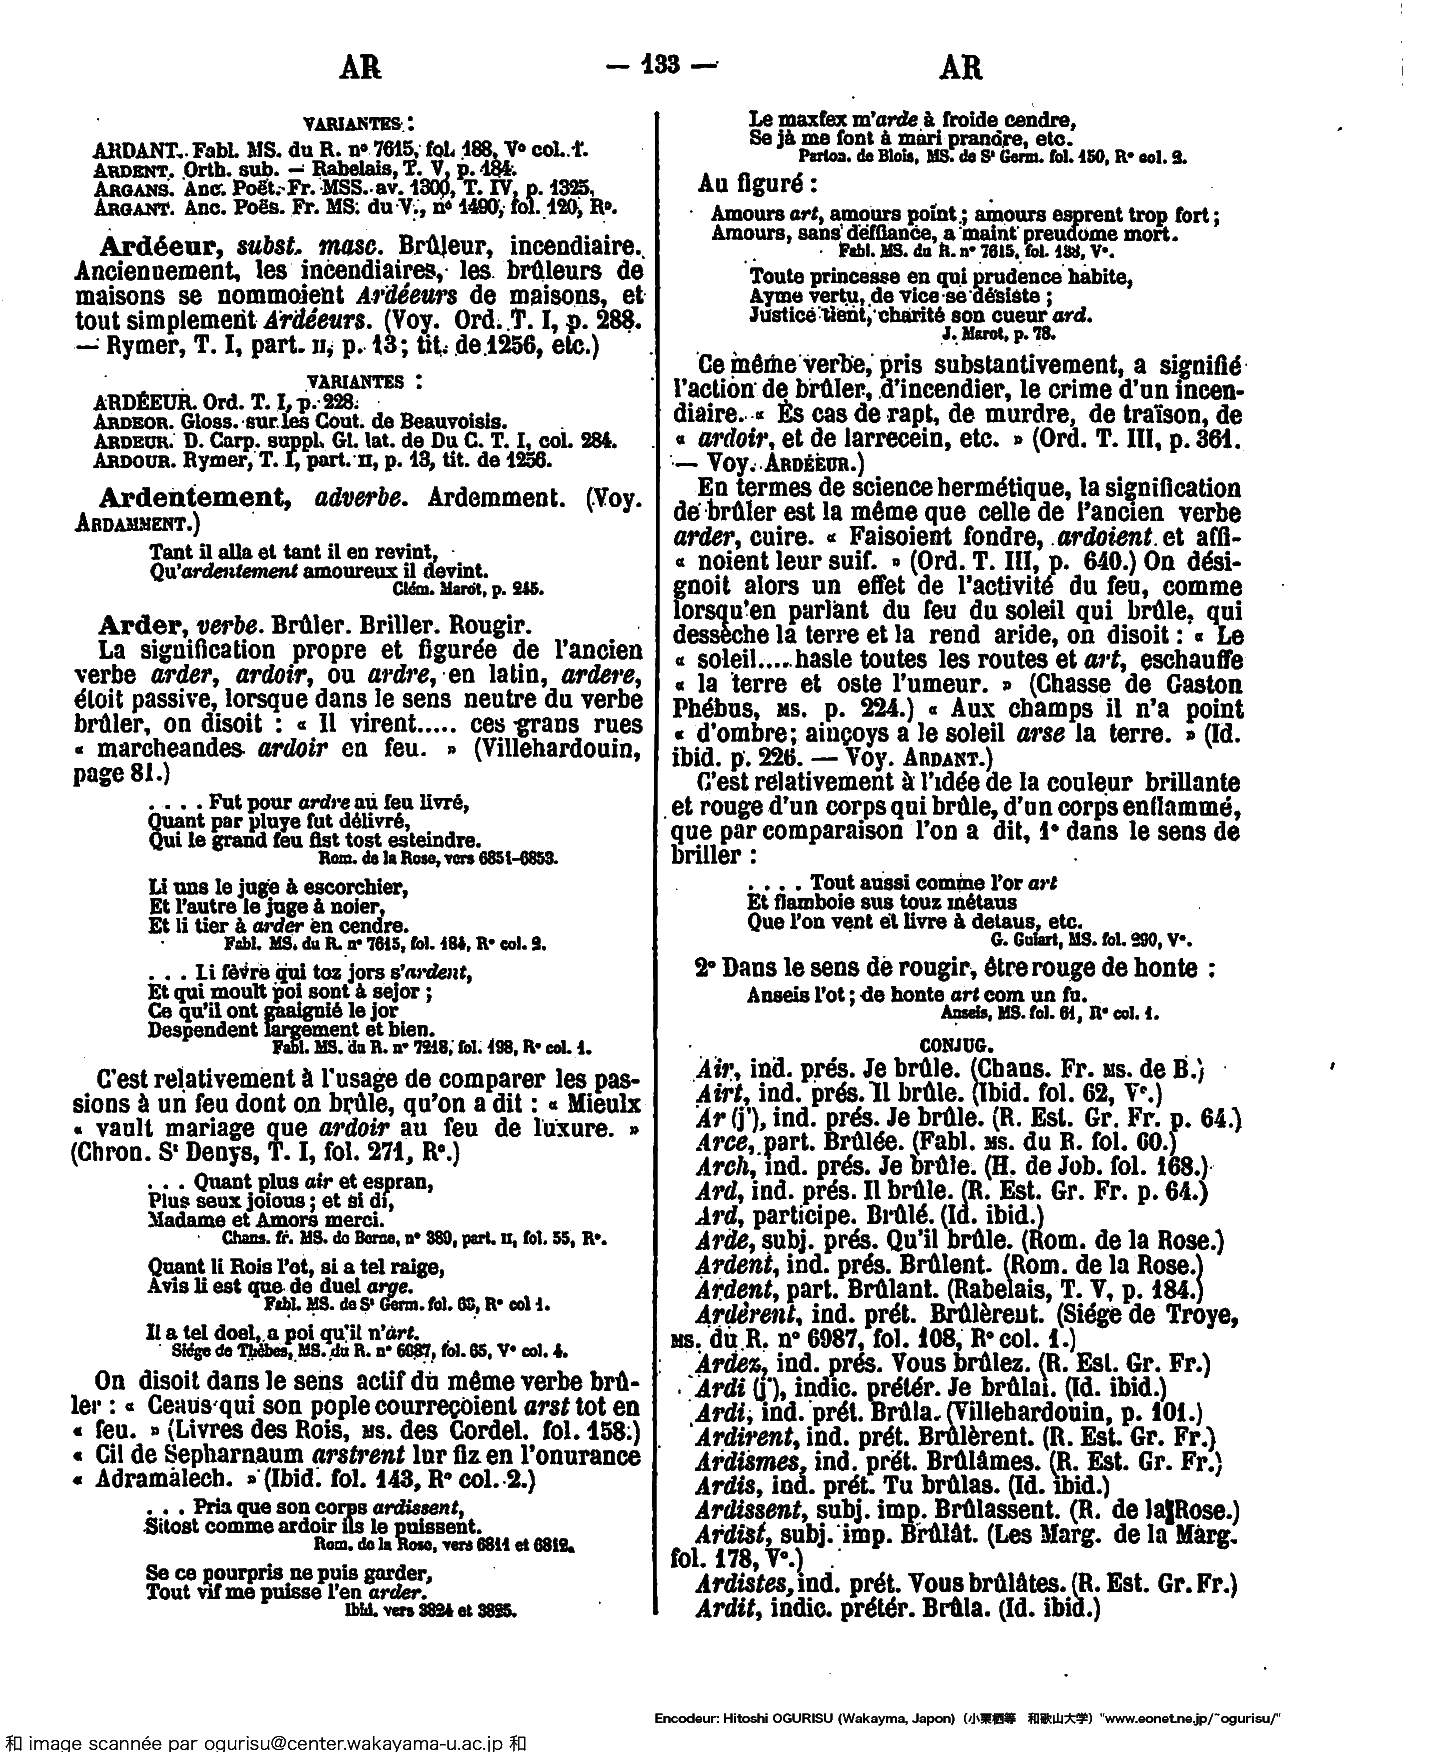 AR — 133 — AR
VARIANTES :
ARDANT. Fabl. MS. du R. nº 7615, fol. 188, Vº col. 1.
ARDENT. Orth. sub. — Rabelais, T. V, p. 184.
ARGANS. Anc. Poët. Fr. MSS. av. 1300, T. IV, p. 1325.
ARGANT. Anc. Poës. Fr. MS. du V., nº 1490, fol. 120, Rº.
Ardéeur, subst. masc. Brûleur, incendiaire.
Anciennement, les incendiaires, les brûleurs de
maisons se nommoient Ardéeurs de maisons, et
tout simplement Ardéeurs. (Voy. Ord. T. I, p. 288.
— Rymer, T. I, part. II, p. 13 ; tit. de 1256, etc.)
VARIANTES :
ARDÉEUR. Ord. T. I, p. 228.
ARDEOR. Gloss. sur les Cout. de Beauvoisis.
ARDEUR. D. Carp. suppl. Gl. lat. de Du C. T. I, col. 284.
ARDOUR. Rymer, T. I, part. II, p. 13, tit. de 1256.
Ardentement, adverbe. Ardemment. (Voy.
ARDAMMENT.)
Tant il alla et tant il en revint,
Qu'ardentement amoureux il devint.
Clém. Marot, p. 245.
Arder, verbe. Brûler. Briller. Rougir.
La signification propre et figurée de l'ancien
verbe arder, ardoir, ou ardre, en latin, ardere,
étoit passive, lorsque dans le sens neutre du verbe
brûler, on disoit : « Il virent..... ces grans rues
« marcheandes ardoir en feu. » (Villehardouin,
page 81.)
. . . . Fut pour ardre au feu livré,
Quant par pluye fut délivré,
Qui le grand feu fist tost esteindre.
Rom. de la Rose, vers 6851-6853.
Li uns le juge à escorchier,
Et l'autre le juge à noier,
Et li tier à arder en cendre.
Fabl. MS. du R. nº 7615, fol. 184, Rº col. 2.
. . . Li fèvre qui toz jors s'ardent,
Et qui moult poi sont à sejor ;
Ce qu'il ont gaaignié le jor
Despendent largement et bien.
Fabl. MS. du R. nº 7218, fol. 198, Rº col. 1.
C'est relativement à l'usage de comparer les pas-
sions à un feu dont on brûle, qu'on a dit : « Mieulx
« vault mariage que ardoir au feu de luxure. »
(Chron. St Denys, T. I, fol. 271, Rº.)
. . . Quant plus air et espran,
Plus seux joious ; et si di,
Madame et Amors merci.
Chans. fr. MS. de Berne, nº 389, part. II, fol. 55, Rº.
Quant li Rois l'ot, si a tel raige,
Avis li est que de duel arge.
Fabl. MS. de St Germ. fol. 63, Rº col 1.
Il a tel doel, a poi qu'il n'art.
Siége de Thèbes, MS. du R. nº 6987, fol. 65, Vº col. 4.
On disoit dans le sens actif du même verbe brû-
ler : « Ceaus qui son pople courreçoient arst tot en
« feu. » (Livres des Rois, MS. des Cordel. fol. 158.)
« Cil de Sepharnaum arstrent lur fiz en l'onurance
« Adramalech. » (Ibid. fol. 143, Rº col. 2.)
. . . Pria que son corps ardissent,
Sitost comme ardoir ils le puissent.
Rom. de la Rose, vers 6811 et 6812.
Se ce pourpris ne puis garder,
Tout vif me puisse l'en arder.
Ibid. vers 3824 et 3825.
Le maxfex m'arde à froide cendre,
Se jà me font à mari prandre, etc.
Parton. de Blois, MS. de St Germ. fol. 150, Rº col. 2.
Au figuré :
Amours art, amours point ; amours esprent trop fort ;
Amours, sans deffiance, a maint preudome mort.
Fabl. MS. du R. nº 7615, fol. 188, Vº.
Toute princesse en qui prudence habite,
Ayme vertu, de vice se désiste ;
Justice tient, charité son cueur ard.
J. Marot, p. 78.
Ce même verbe, pris substantivement, a signifié
l'action de brûler, d'incendier, le crime d'un incen-
diaire. « Ès cas de rapt, de murdre, de traïson, de
« ardoir, et de larrecein, etc. » (Ord. T. III, p. 361.
— Voy. ARDÉEUR.)
En termes de science hermétique, la signification
de brûler est la même que celle de l'ancien verbe
arder, cuire. « Faisoient fondre, ardoient et affi-
« noient leur suif. » (Ord. T. III, p. 640.) On dési-
gnoit alors un effet de l'activité du feu, comme
lorsqu'en parlant du feu du soleil qui brûle, qui
dessèche la terre et la rend aride, on disoit : « Le
« soleil..... hasle toutes les routes et art, eschauffe
« la terre et oste l'umeur. » (Chasse de Gaston
Phébus, MS. p. 224.) « Aux champs il n'a point
« d'ombre ; ainçoys a le soleil arse la terre. » (Id.
ibid. p. 226. — Voy. ARDANT.)
C'est relativement à l'idée de la couleur brillante
et rouge d'un corps qui brûle, d'un corps enflammé,
que par comparaison l'on a dit, 1º dans le sens de
briller :
. . . . Tout aussi comme l'or art
Et flamboie sus touz métaus
Que l'on vent et livre à detaus, etc.
G. Guiart, MS. fol. 290, Vº.
2º Dans le sens de rougir, être rouge de honte :
Anseis l'ot ; de honte art com un fu.
Anseis, MS. fol. 61, Rº col. 1.
CONJUG.
Air, ind. prés. Je brûle. (Chans. Fr. MS. de B.)
Airt, ind. prés. Il brûle. (Ibid. fol. 62, Vº.)
Ar (j'), ind. prés. Je brûle. (R. Est. Gr. Fr. p. 64.)
Arce, part. Brûlée. (Fabl. MS. du R. fol. 60.)
Arch, ind. prés. Je brûle. (H. de Job. fol. 168.)
Ard, ind. prés. Il brûle. (R. Est. Gr. Fr. p. 64.)
Ard, participe. Brûlé. (Id. ibid.)
Arde, subj. prés. Qu'il brûle. (Rom. de la Rose.)
Ardent, ind. prés. Brûlent. (Rom. de la Rose.)
Ardent, part. Brûlant. (Rabelais, T. V, p. 184.)
Ardèrent, ind. prét. Brûlèrent. (Siége de Troye,
MS. du R. nº 6987, fol. 108, Rº col. 1.)
Ardez, ind. prés. Vous brûlez. (R. Est. Gr. Fr.)
Ardi (j'), indic. prétér. Je brûlai. (Id. ibid.)
Ardi, ind. prét. Brûla. (Villehardouin, p. 101.)
Ardirent, ind. prét. Brûlèrent. (R. Est. Gr. Fr.)
Ardismes, ind. prét. Brûlâmes. (R. Est. Gr. Fr.)
Ardis, ind. prét. Tu brûlas. (Id. ibid.)
Ardissent, subj. imp. Brûlassent. (R. de la Rose.)
Ardist, subj. imp. Brûlât. (Les Marg. de la Marg.
fol. 178, Vº.)
Ardistes, ind. prét. Vous brûlâtes. (R. Est. Gr. Fr.)
Ardit, indic. prétér. Brûla. (Id. ibid.)
Encodeur: Hitoshi OGURISU (Wakayma, Japon) (小栗栖等 和歌山大学) "www.eonet.ne.jp/~ogurisu/"
和 image scannée par ogurisu@center.wakayama-u.ac.jp 和